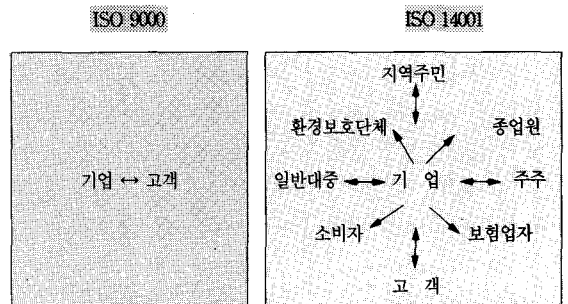 ISO 9000
ISO 14001
기업 ↔ 고객
지역주민
환경보호단체 종업원
일반대중 기 업 주주
소비자 보험업자
고 객